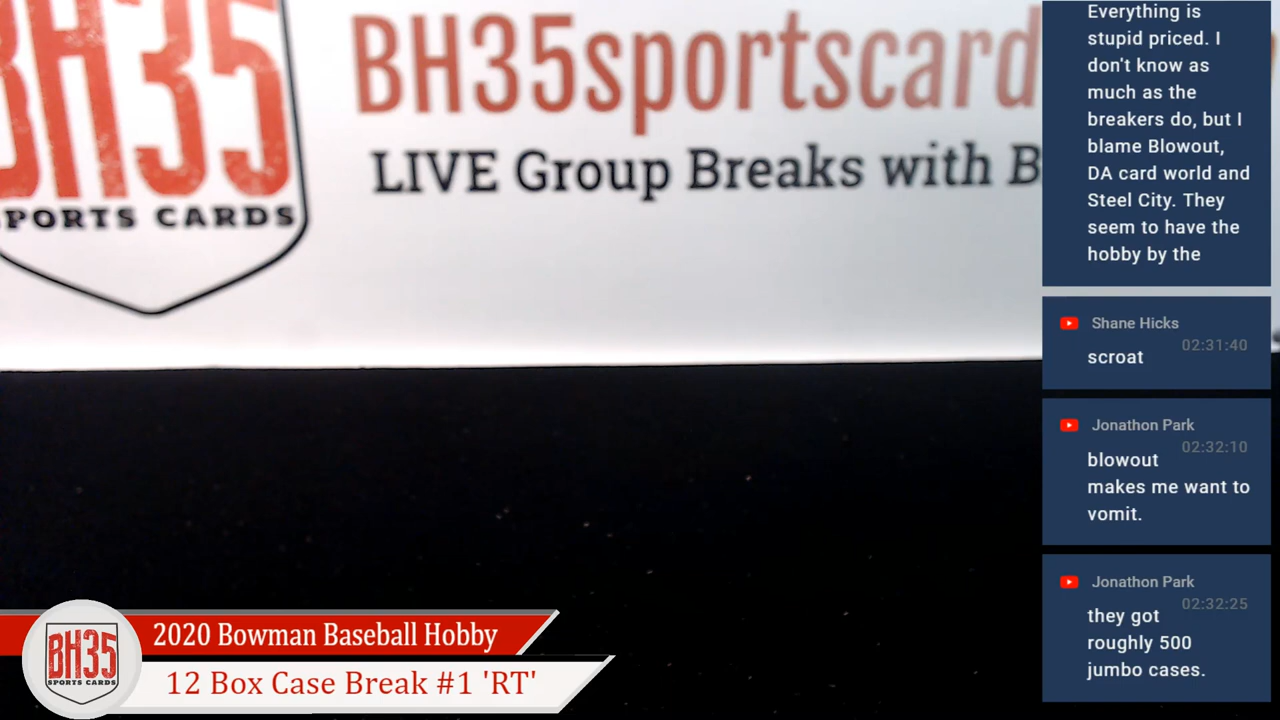 BH35
SPORTS CARDS
BH35sportscard
LIVE Group Breaks with B
Everything is
stupid priced. I
don't know as
much as the
breakers do, but I
blame Blowout,
DA card world and
Steel City. They
seem to have the
hobby by the
Shane Hicks
02:31:40
scroat
Jonathon Park
02:32:10
blowout
makes me want to
vomit.
Jonathon Park
02:32:25
they got
roughly 500
jumbo cases.
BH35
SPORTS CARDS
2020 Bowman Baseball Hobby
12 Box Case Break #1 'RT'